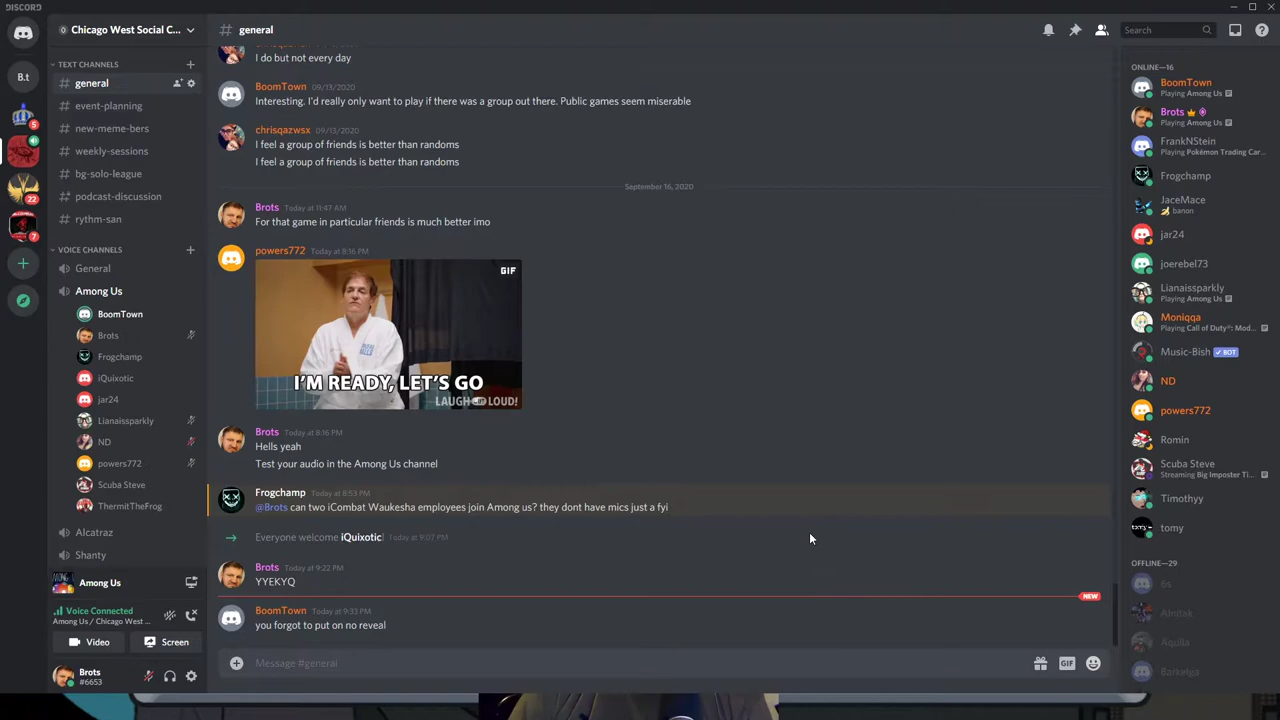 DISCORD
Chicago West Social C...
general
Search
TEXT CHANNELS
general
event-planning
new-meme-bers
weekly-sessions
bg-solo-league
podcast-discussion
rythm-san
VOICE CHANNELS
General
Among Us
BoomTown
Brots
Frogchamp
iQuixotic
jar24
Lianaissparkly
ND
powers772
Scuba Steve
ThermitTheFrog
Alcatraz
Shanty
Among Us
Voice Connected
Among Us / Chicago West ...
Video
Screen
Brots
#6653
B.t
5
22
7
I do but not every day
BoomTown 09/13/2020
Interesting. I'd really only want to play if there was a group out there. Public games seem miserable
chrisqazwsx 09/13/2020
I feel a group of friends is better than randoms
I feel a group of friends is better than randoms
September 16, 2020
Brots Today at 11:47 AM
For that game in particular friends is much better imo
powers772 Today at 8:16 PM
GIF
I'M READY, LET'S GO
LAUGH OUT LOUD!
Brots Today at 8:16 PM
Hells yeah
Test your audio in the Among Us channel
Frogchamp Today at 8:53 PM
@Brots can two iCombat Waukesha employees join Among us? they dont have mics just a fyi
Everyone welcome iQuixotic! Today at 9:07 PM
Brots Today at 9:22 PM
YYEKYQ
NEW
BoomTown Today at 9:33 PM
you forgot to put on no reveal
Message #general
GIF
ONLINE—16
BoomTown
Playing Among Us
Brots
Playing Among Us
FrankNStein
Playing Pokémon Trading Car...
Frogchamp
JaceMace
banon
jar24
joerebel73
Lianaissparkly
Playing Among Us
Moniqqa
Playing Call of Duty®: Mod...
Music-Bish BOT
ND
powers772
Romin
Scuba Steve
Streaming Big Imposter Ti...
Timothyy
tomy
OFFLINE—29
6s
Aquilla
Barkelga